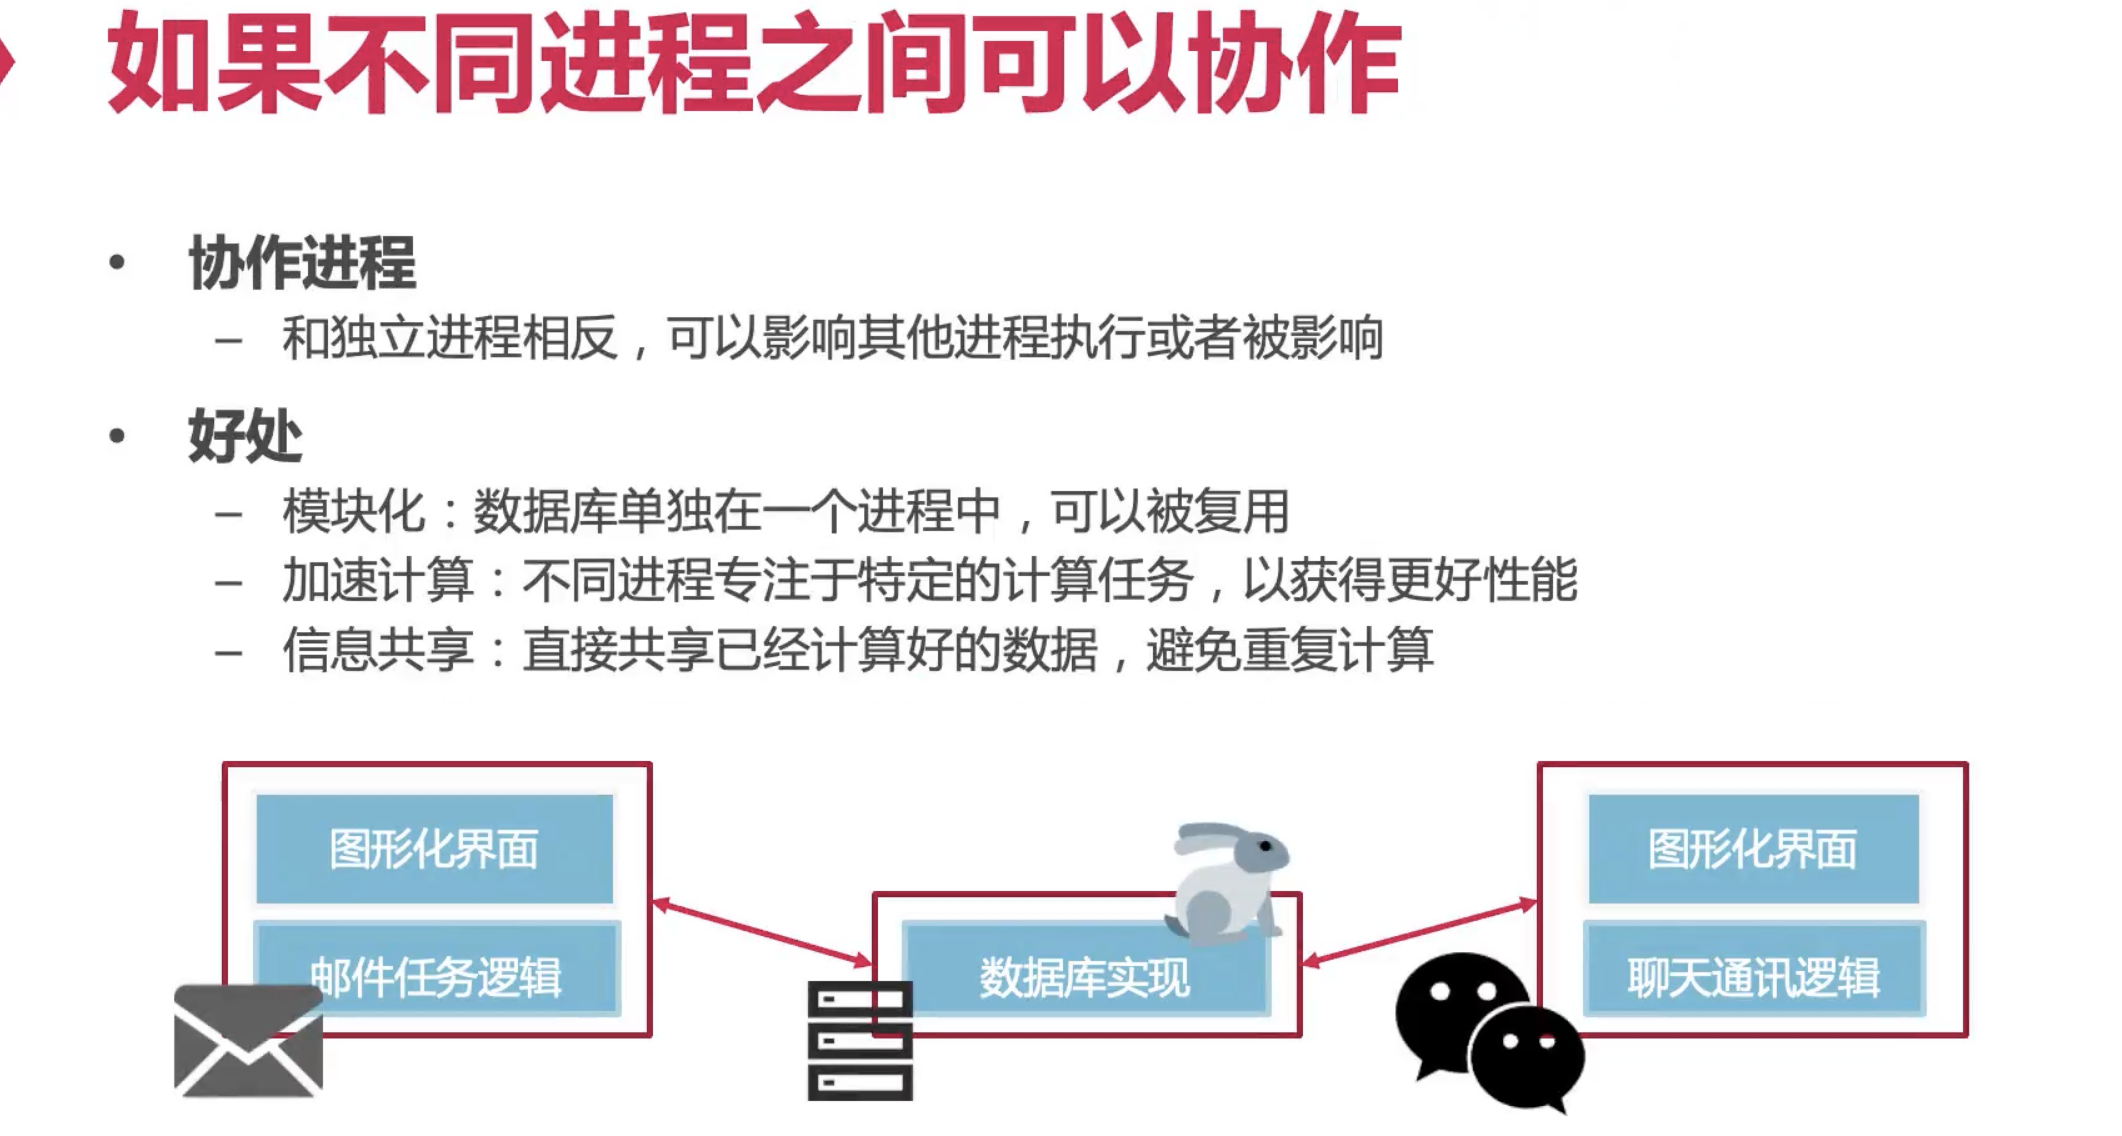 如果不同进程之间可以协作
• 协作进程
– 和独立进程相反，可以影响其他进程执行或者被影响
• 好处
– 模块化：数据库单独在一个进程中，可以被复用
– 加速计算：不同进程专注于特定的计算任务，以获得更好性能
– 信息共享：直接共享已经计算好的数据，避免重复计算
图形化界面
邮件任务逻辑
数据库实现
图形化界面
聊天通讯逻辑